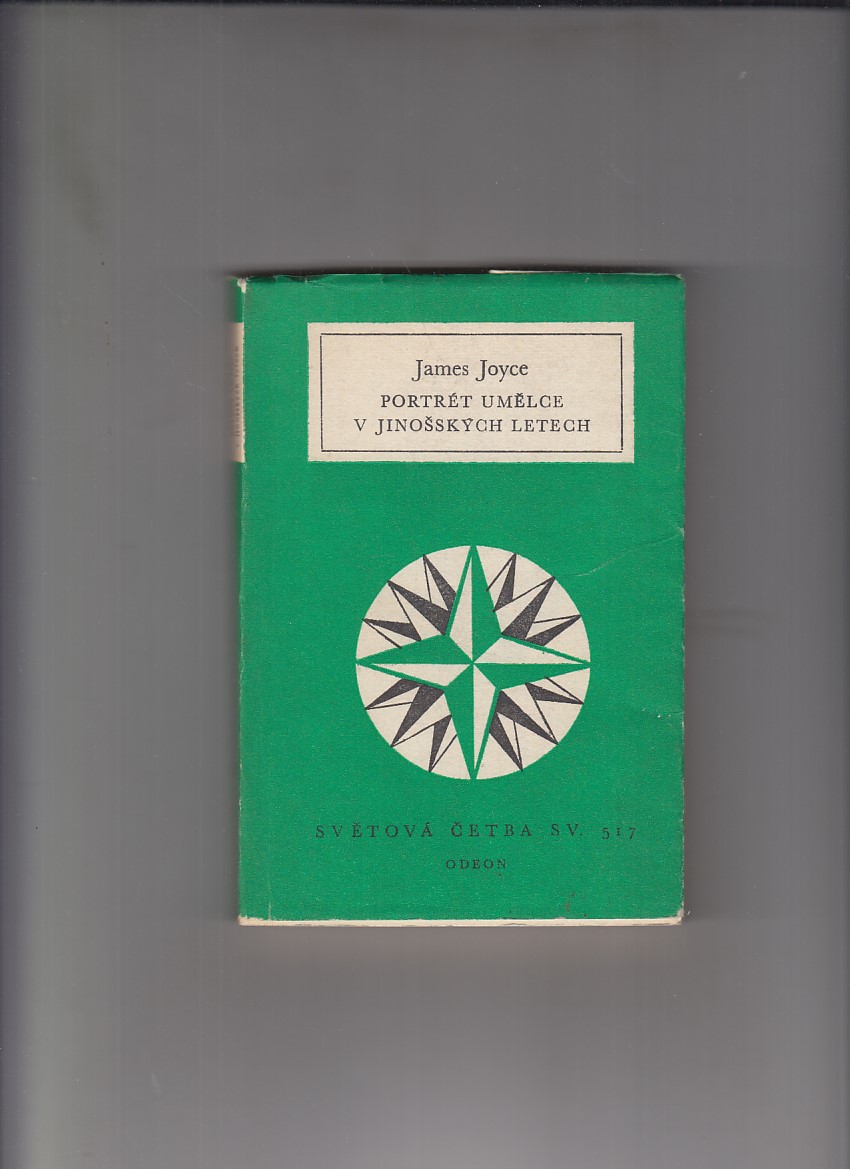 James Joyce
PORTRÉT UMĚLCE
V JINOŠSKÝCH LETECH
SVĚTOVÁ ČETBA SV. 517
ODEON